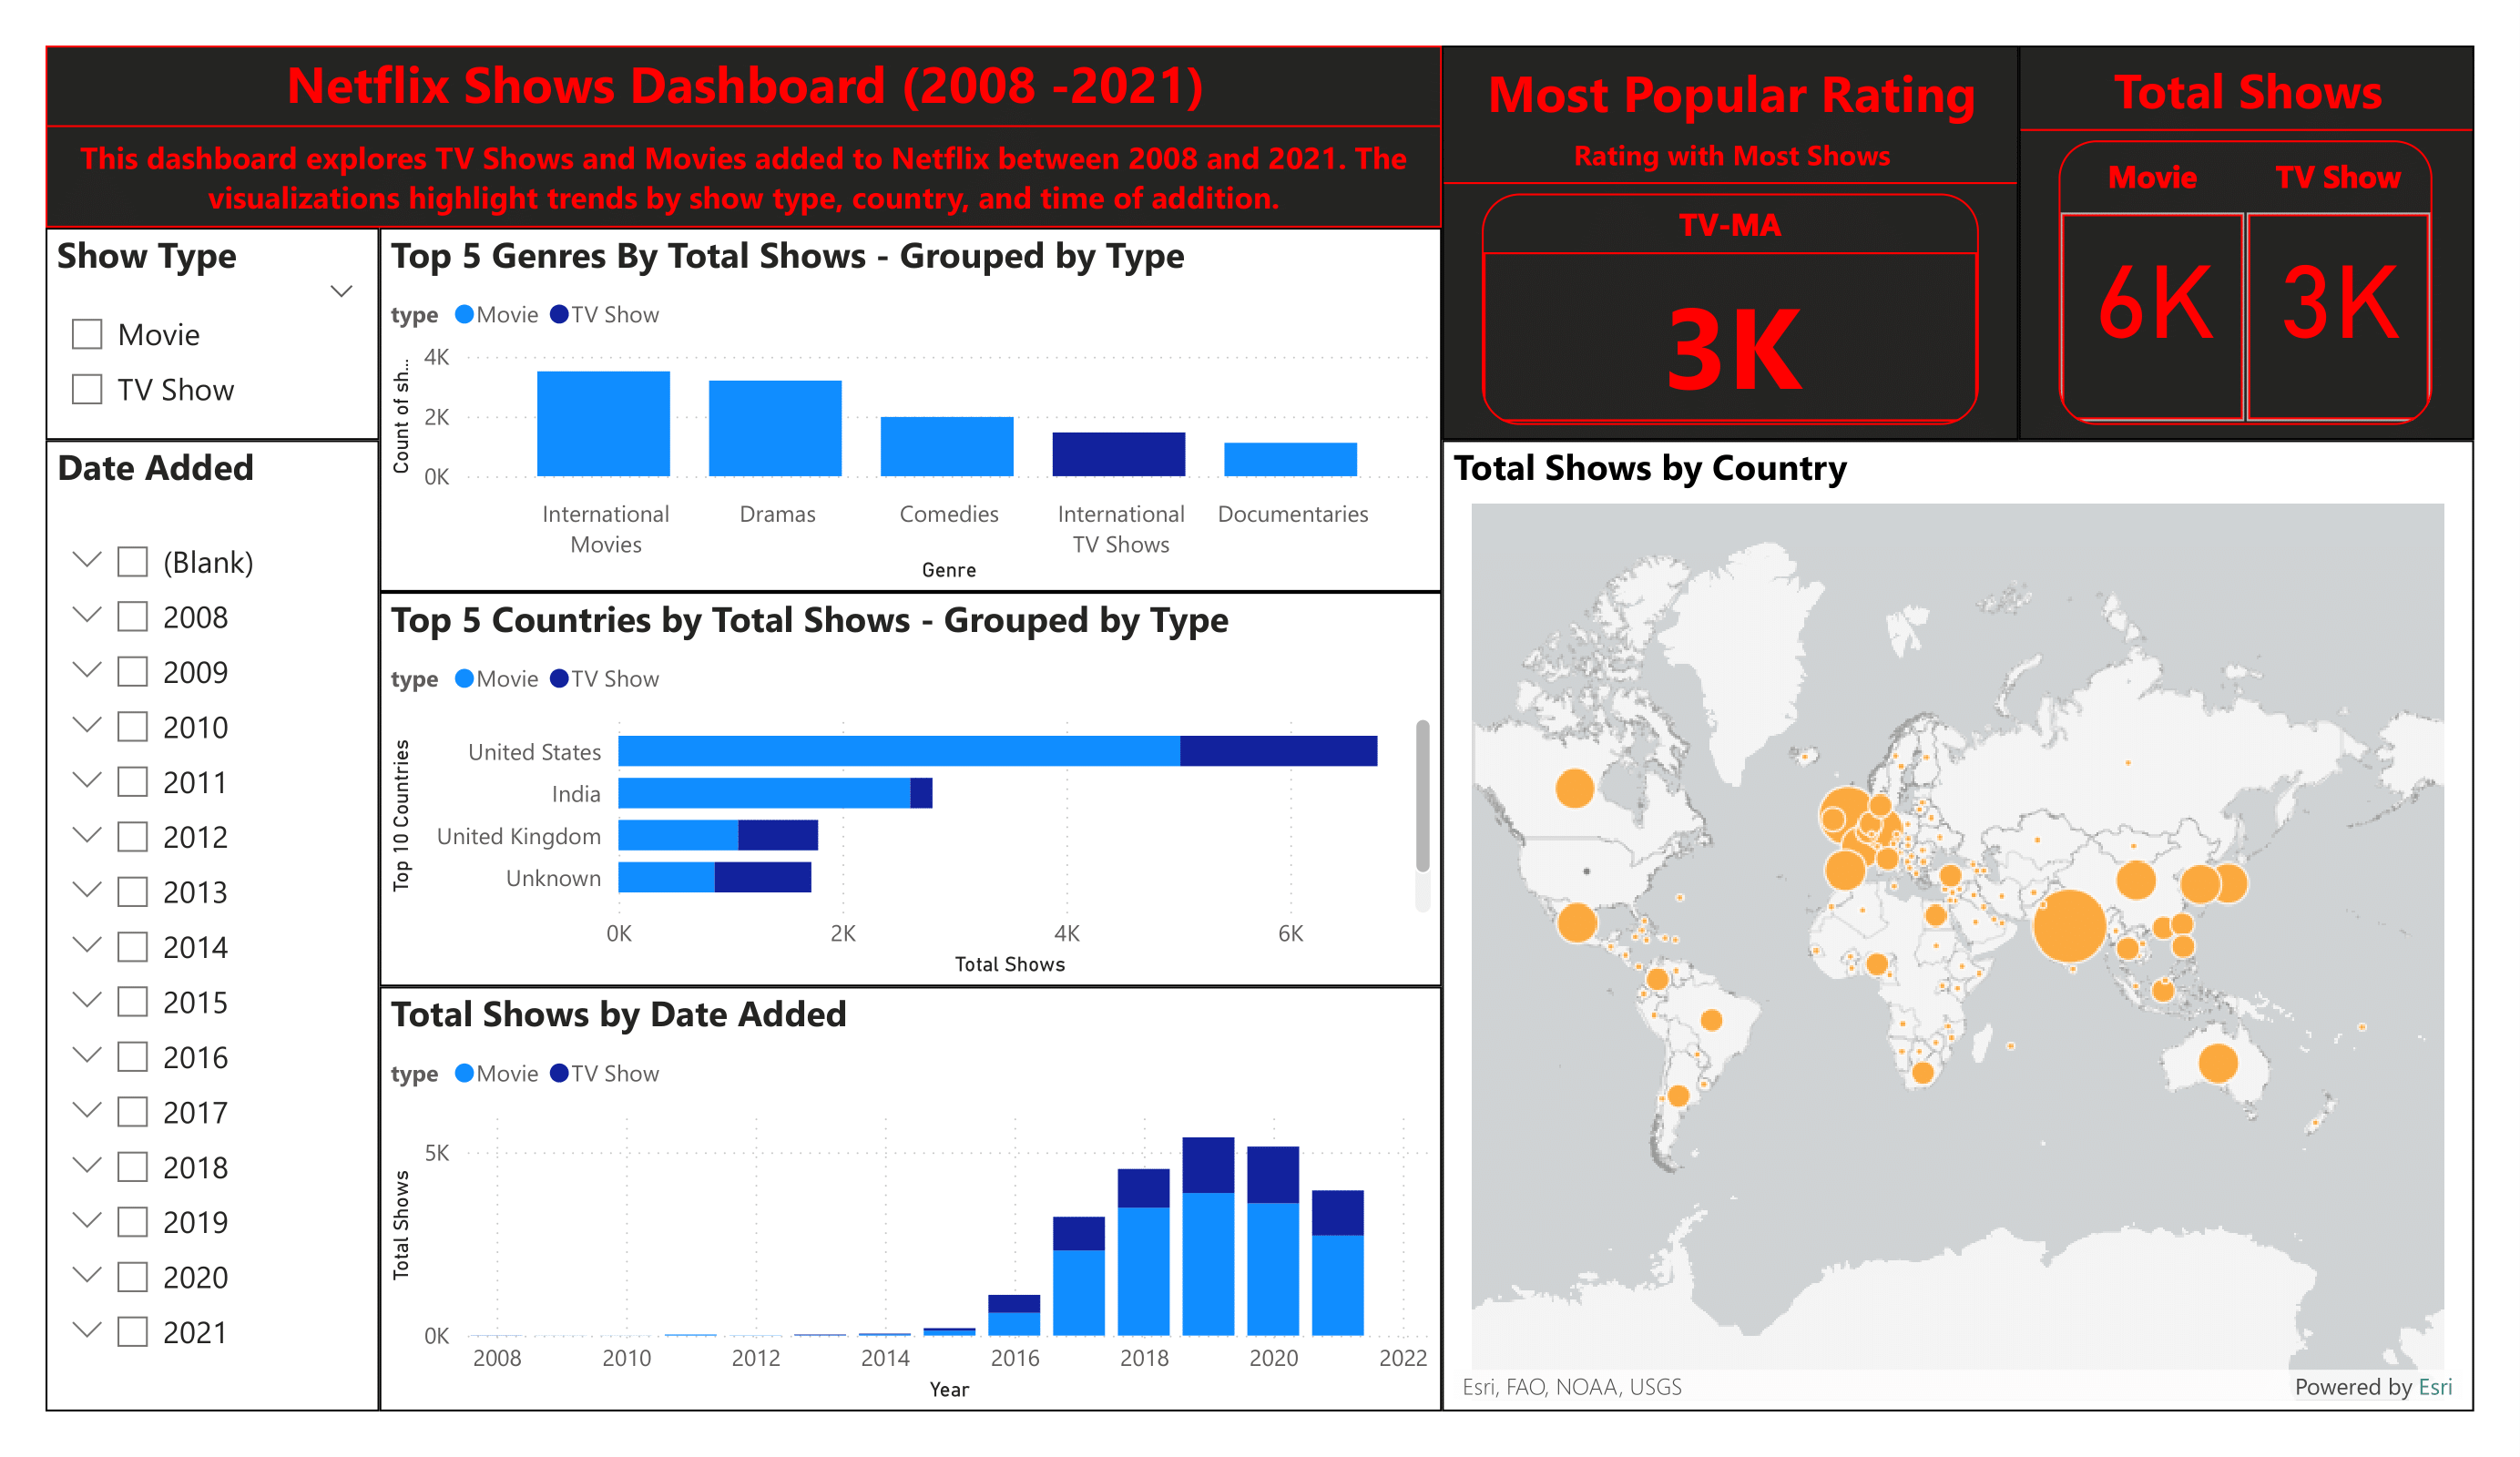 Netflix Shows Dashboard (2008 -2021)
This dashboard explores TV Shows and Movies added to Netflix between 2008 and 2021. The
visualizations highlight trends by show type, country, and time of addition.
Most Popular Rating
Rating with Most Shows
TV-MA
3K
Total Shows
Movie TV Show
6K 3K
Show Type
Movie
TV Show
Date Added
(Blank)
2008
2009
2010
2011
2012
2013
2014
2015
2016
2017
2018
2019
2020
2021
Top 5 Genres By Total Shows - Grouped by Type
type Movie TV Show
Count of sh...
4K
2K
0K
International Movies
Dramas
Comedies
International TV Shows
Documentaries
Genre
Top 5 Countries by Total Shows - Grouped by Type
type Movie TV Show
Top 10 Countries
United States
India
United Kingdom
Unknown
0K 2K 4K 6K
Total Shows
Total Shows by Date Added
type Movie TV Show
Total Shows
5K
0K
2008 2010 2012 2014 2016 2018 2020 2022
Year
Total Shows by Country
Esri, FAO, NOAA, USGS
Powered by Esri